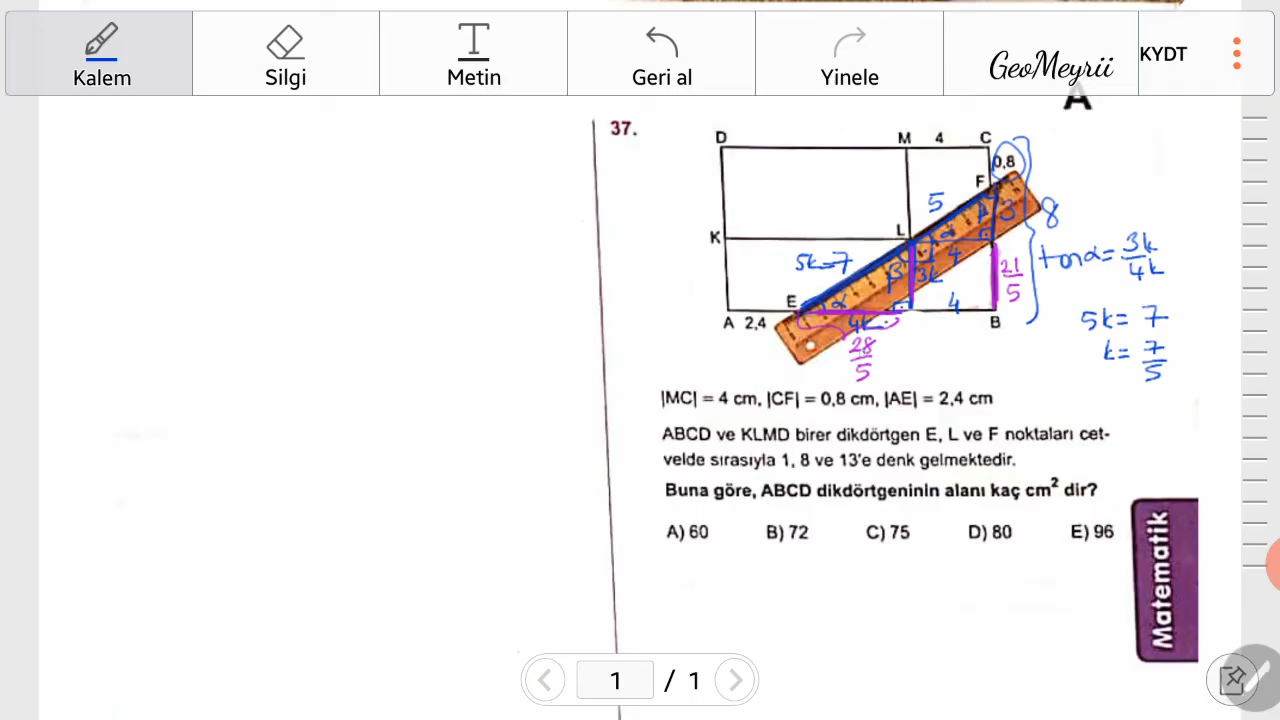 Kalem
Silgi
Metin
Geri al
Yinele
GeoMeyrii
KYDT
A
37.
D
M
4
C
0,8
F
5
3
8
K
L
α
4
5k=7
β
3k
21/5
tanα = 3k/4k
E
α
4
A
2,4
4k
B
28/5
5k = 7
k = 7/5
|MC| = 4 cm, |CF| = 0,8 cm, |AE| = 2,4 cm
ABCD ve KLMD birer dikdörtgen E, L ve F noktaları cet-
velde sırasıyla 1, 8 ve 13'e denk gelmektedir.
Buna göre, ABCD dikdörtgeninin alanı kaç cm² dir?
A) 60 B) 72 C) 75 D) 80 E) 96
Matematik
1 / 1